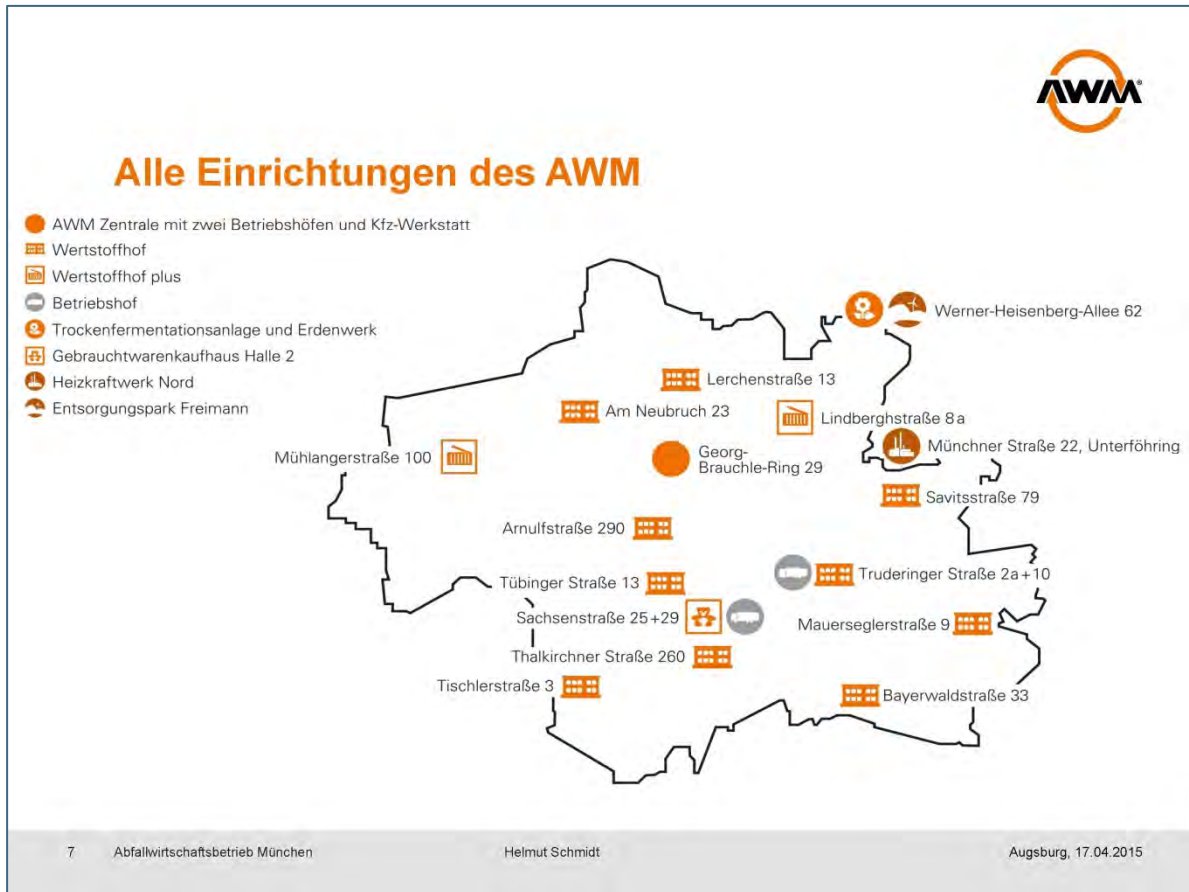 AWM
Alle Einrichtungen des AWM
AWM Zentrale mit zwei Betriebshöfen und Kfz-Werkstatt
Wertstoffhof
Wertstoffhof plus
Betriebshof
Trockenfermentationsanlage und Erdenwerk
Gebrauchtwarenkaufhaus Halle 2
Heizkraftwerk Nord
Entsorgungspark Freimann
Werner-Heisenberg-Allee 62
Lerchenstraße 13
Am Neubruch 23
Lindberghstraße 8a
Münchner Straße 22, Unterföhring
Mühlangerstraße 100
Georg-
Brauchle-Ring 29
Savitsstraße 79
Arnulfstraße 290
Truderinger Straße 2a+10
Tübinger Straße 13
Sachsenstraße 25+29
Mauerseglerstraße 9
Thalkirchner Straße 260
Tischlerstraße 3
Bayerwaldstraße 33
7 Abfallwirtschaftsbetrieb München Helmut Schmidt Augsburg, 17.04.2015